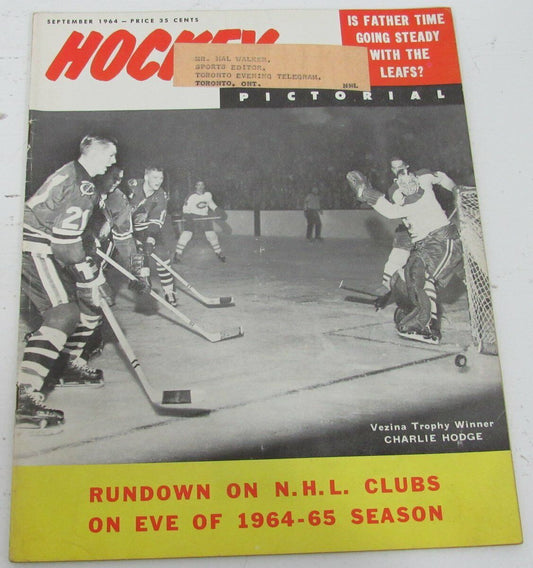 SEPTEMBER 1964 — PRICE 35 CENTS
HOCKEY
PICTORIAL
IS FATHER TIME
GOING STEADY
WITH THE
LEAFS?
MR. HAL WALKER,
SPORTS EDITOR,
TORONTO EVENING TELEGRAM,
TORONTO, ONT. NHL
21
Vezina Trophy Winner
CHARLIE HODGE
RUNDOWN ON N.H.L. CLUBS
ON EVE OF 1964-65 SEASON